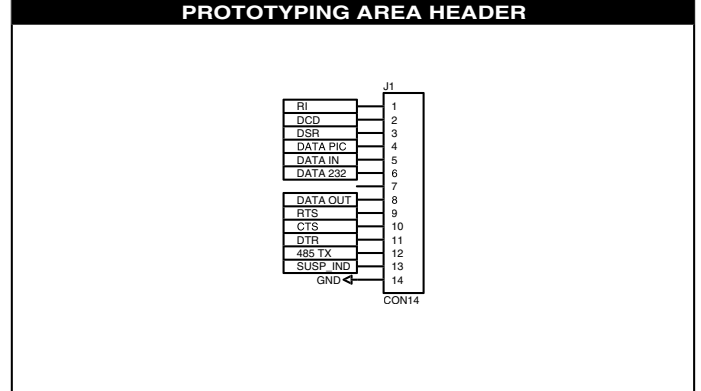 PROTOTYPING AREA HEADER
J1
RI 1
DCD 2
DSR 3
DATA PIC 4
DATA IN 5
DATA 232 6
7
DATA OUT 8
RTS 9
CTS 10
DTR 11
485 TX 12
SUSP_IND 13
GND 14
CON14